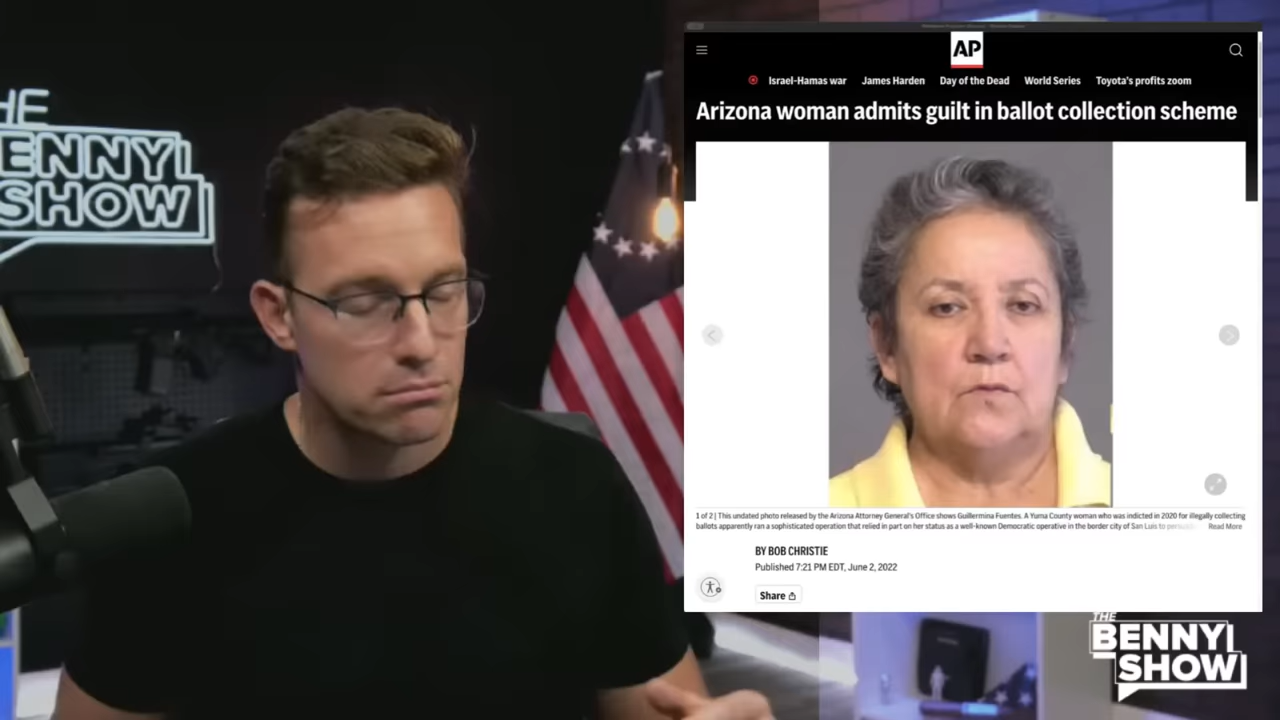 THE
BENNY
SHOW
AP
Israel-Hamas war James Harden Day of the Dead World Series Toyota's profits zoom
Arizona woman admits guilt in ballot collection scheme
1 of 2 | This undated photo released by the Arizona Attorney General's Office shows Guillermina Fuentes. A Yuma County woman who was indicted in 2020 for illegally collecting
ballots apparently ran a sophisticated operation that relied in part on her status as a well-known Democratic operative in the border city of San Luis to Read More
BY BOB CHRISTIE
Published 7:21 PM EDT, June 2, 2022
Share
THE
BENNY
SHOW